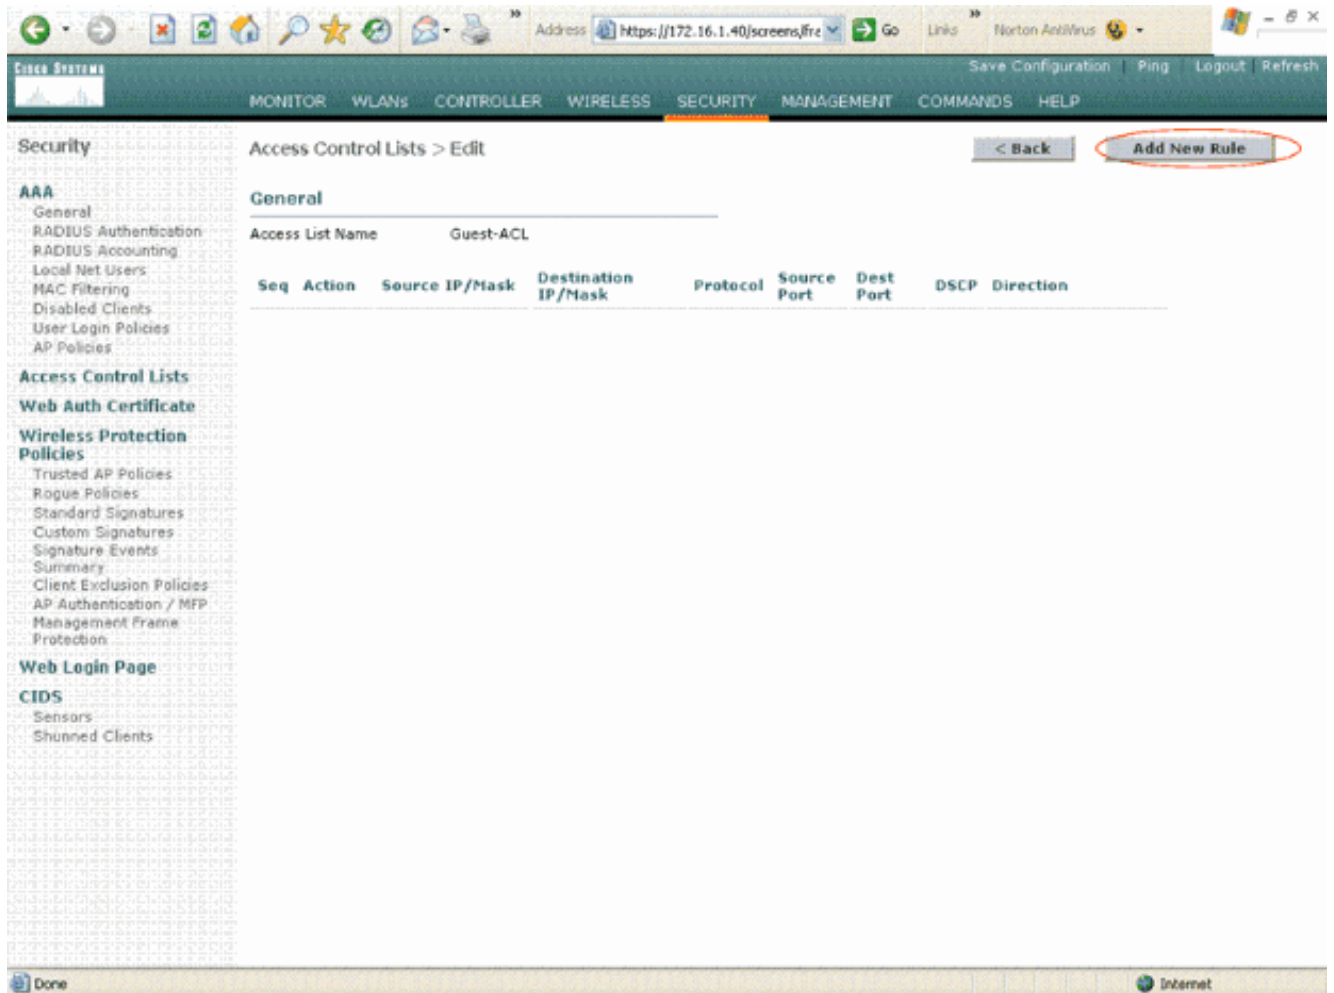 Address https://172.16.1.40/screens/fra Go Links Norton AntiVirus
CISCO SYSTEMS
Save Configuration Ping Logout Refresh
MONITOR WLANs CONTROLLER WIRELESS SECURITY MANAGEMENT COMMANDS HELP
Security
Access Control Lists > Edit
< Back
Add New Rule
AAA
General
RADIUS Authentication
RADIUS Accounting
Local Net Users
MAC Filtering
Disabled Clients
User Login Policies
AP Policies
Access Control Lists
Web Auth Certificate
Wireless Protection
Policies
Trusted AP Policies
Rogue Policies
Standard Signatures
Custom Signatures
Signature Events
Summary
Client Exclusion Policies
AP Authentication / MFP
Management Frame
Protection
Web Login Page
CIDS
Sensors
Shunned Clients
General
Access List Name Guest-ACL
Seq Action Source IP/Mask Destination IP/Mask Protocol Source Port Dest Port DSCP Direction
Done
Internet